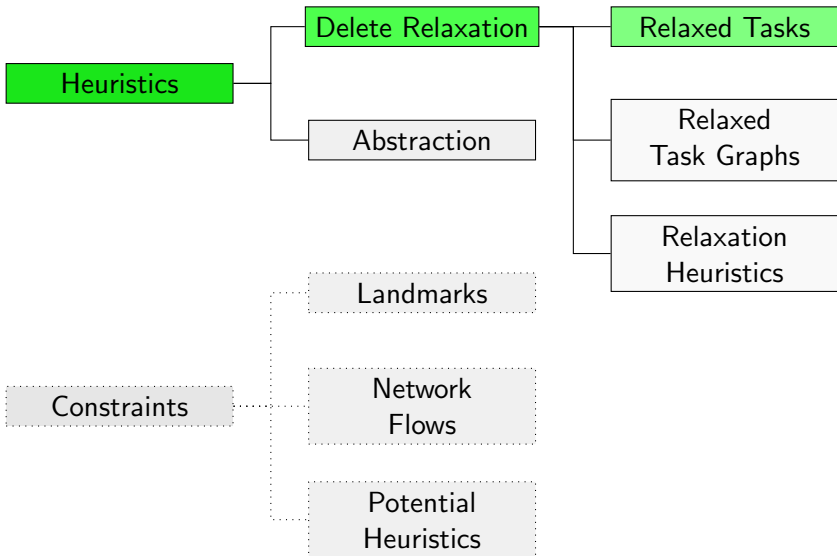 Heuristics
Delete Relaxation
Relaxed Tasks
Abstraction
Relaxed
Task Graphs
Relaxation
Heuristics
Constraints
Landmarks
Network
Flows
Potential
Heuristics